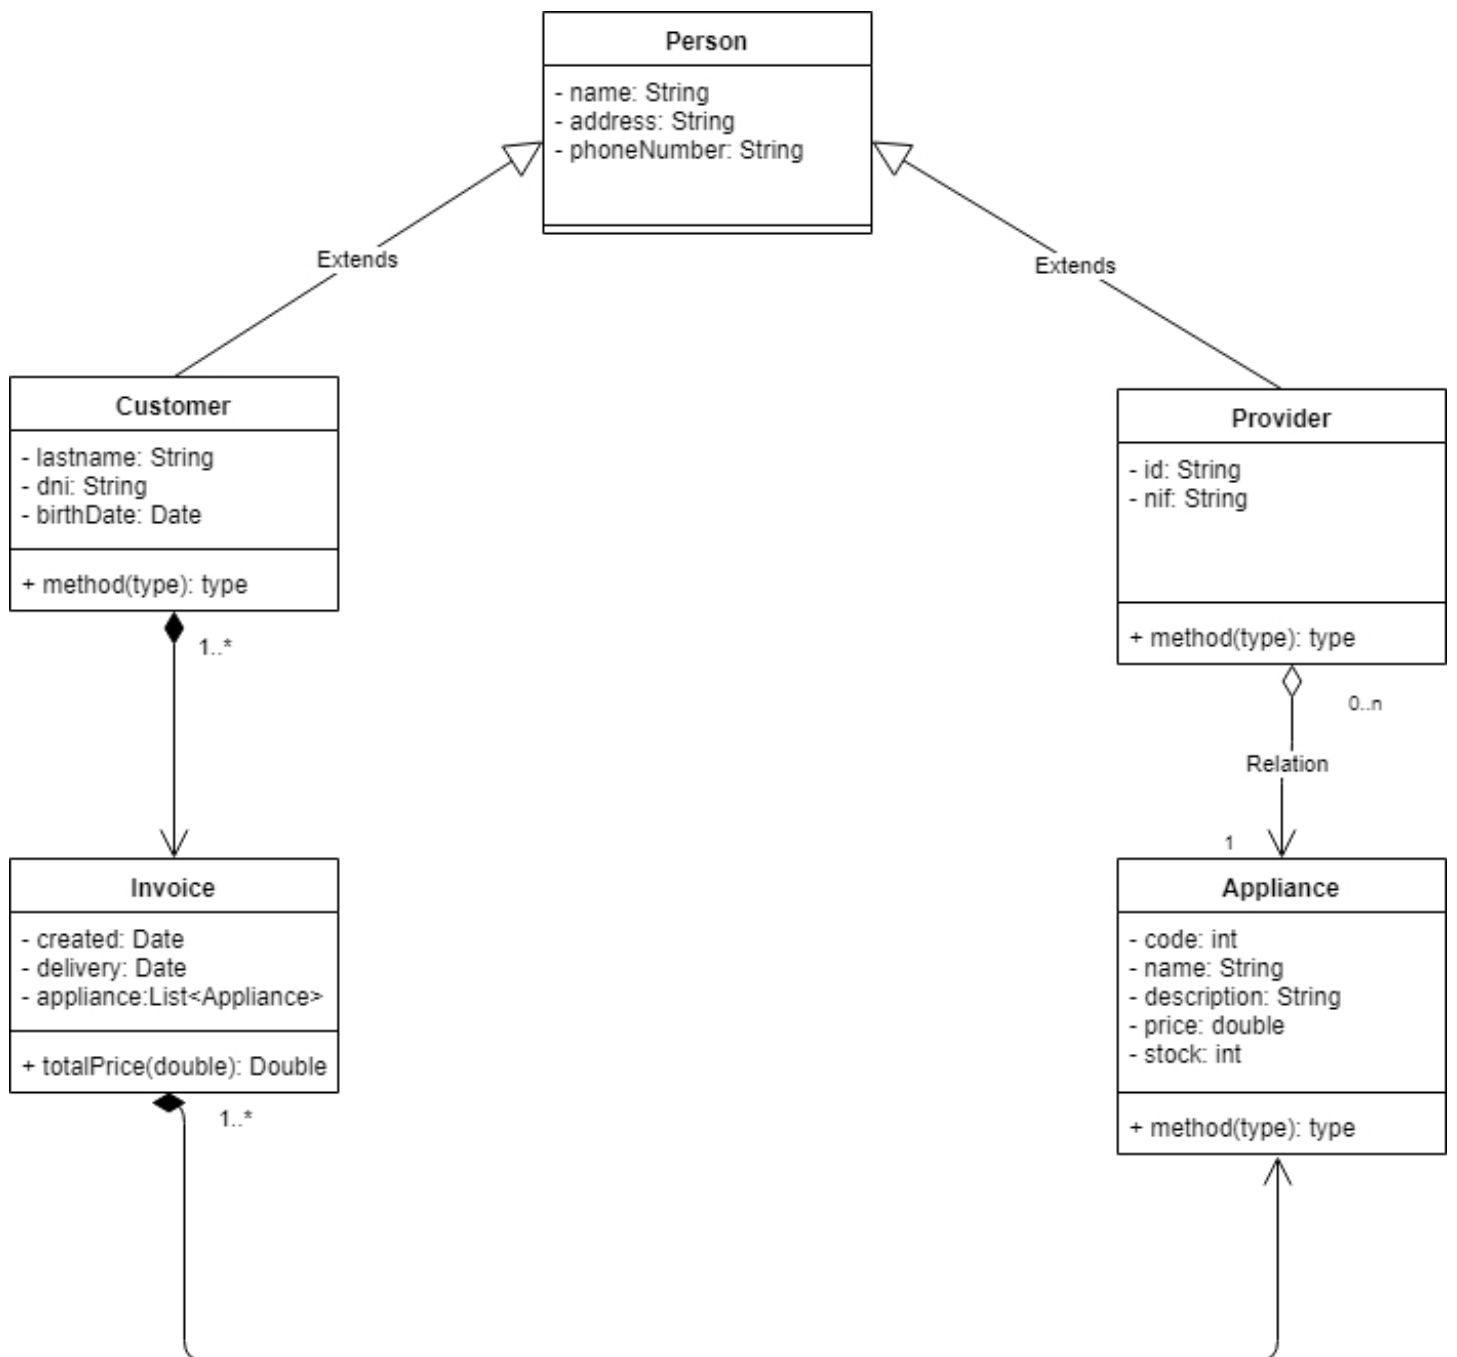 Person
- name: String
- address: String
- phoneNumber: String
Extends
Extends
Customer
- lastname: String
- dni: String
- birthDate: Date
+ method(type): type
1..*
Provider
- id: String
- nif: String
+ method(type): type
0..n
Relation
1
Invoice
- created: Date
- delivery: Date
- appliance:List<Appliance>
+ totalPrice(double): Double
1..*
Appliance
- code: int
- name: String
- description: String
- price: double
- stock: int
+ method(type): type